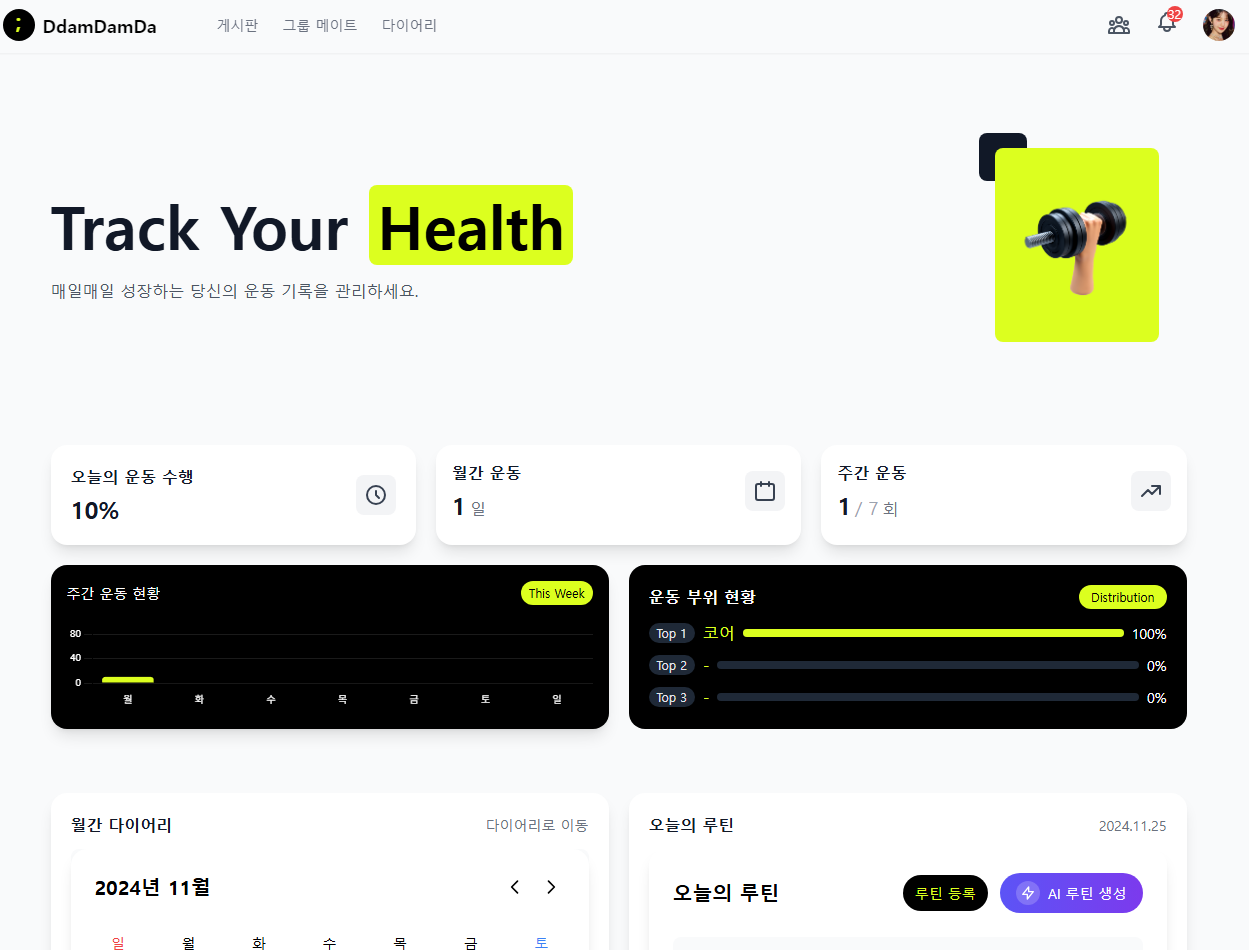 ; DdamDamDa 게시판 그룹 메이트 다이어리 32
Track Your Health
매일매일 성장하는 당신의 운동 기록을 관리하세요.
오늘의 운동 수행
10%
월간 운동
1 일
주간 운동
1 / 7 회
주간 운동 현황 This Week
80
40
0
월 화 수 목 금 토 일
운동 부위 현황 Distribution
Top 1 코어 100%
Top 2 - 0%
Top 3 - 0%
월간 다이어리 다이어리로 이동
2024년 11월
일 월 화 수 목 금 토
오늘의 루틴 2024.11.25
오늘의 루틴 루틴 등록 AI 루틴 생성